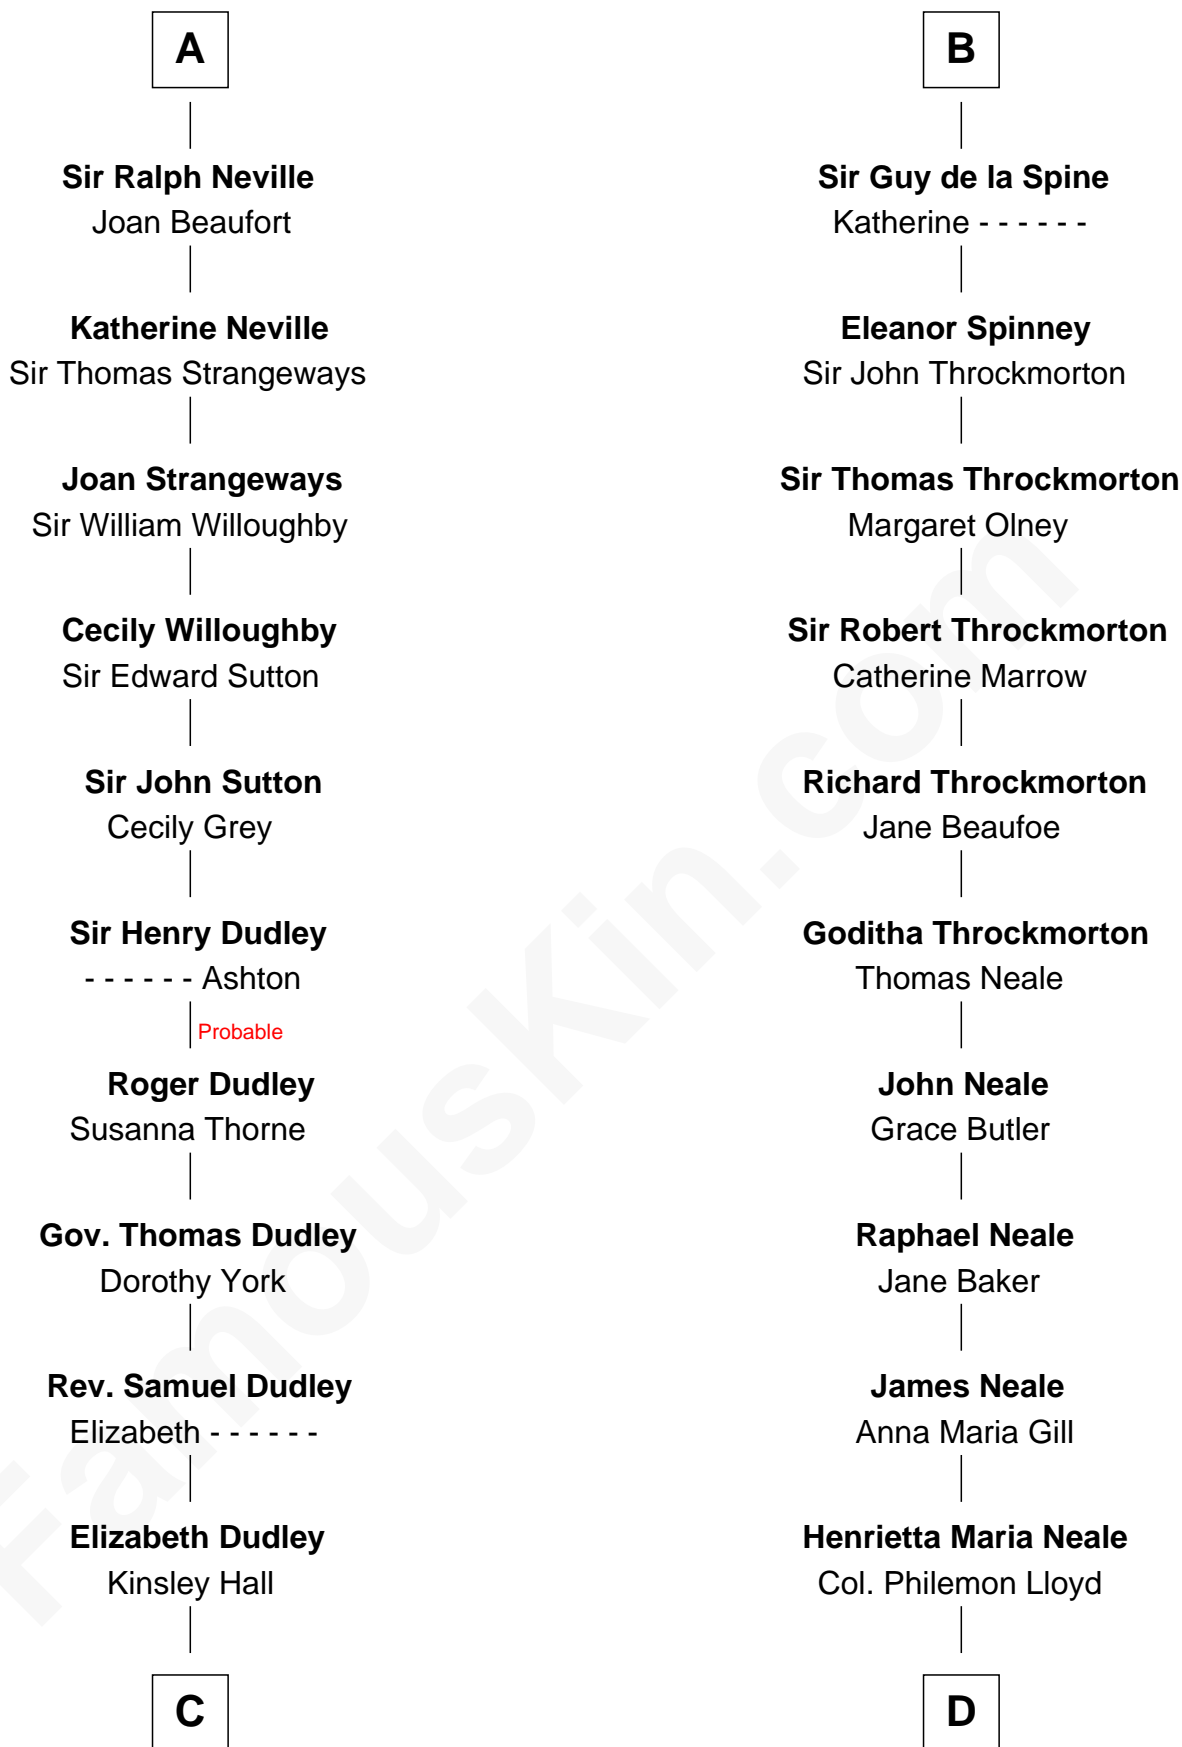 A
Sir Ralph Neville
Joan Beaufort
Katherine Neville
Sir Thomas Strangeways
Joan Strangeways
Sir William Willoughby
Cecily Willoughby
Sir Edward Sutton
Sir John Sutton
Cecily Grey
Sir Henry Dudley
- - - - - - Ashton
Probable
Roger Dudley
Susanna Thorne
Gov. Thomas Dudley
Dorothy York
Rev. Samuel Dudley
Elizabeth - - - - - -
Elizabeth Dudley
Kinsley Hall
C
B
Sir Guy de la Spine
Katherine - - - - - -
Eleanor Spinney
Sir John Throckmorton
Sir Thomas Throckmorton
Margaret Olney
Sir Robert Throckmorton
Catherine Marrow
Richard Throckmorton
Jane Beaufoe
Goditha Throckmorton
Thomas Neale
John Neale
Grace Butler
Raphael Neale
Jane Baker
James Neale
Anna Maria Gill
Henrietta Maria Neale
Col. Philemon Lloyd
D
FamousKin.com